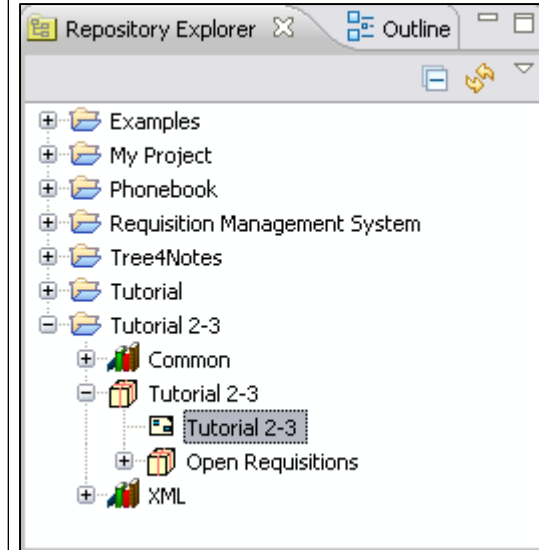 Repository Explorer Outline
Examples
My Project
Phonebook
Requisition Management System
Tree4Notes
Tutorial
Tutorial 2-3
Common
Tutorial 2-3
Tutorial 2-3
Open Requisitions
XML